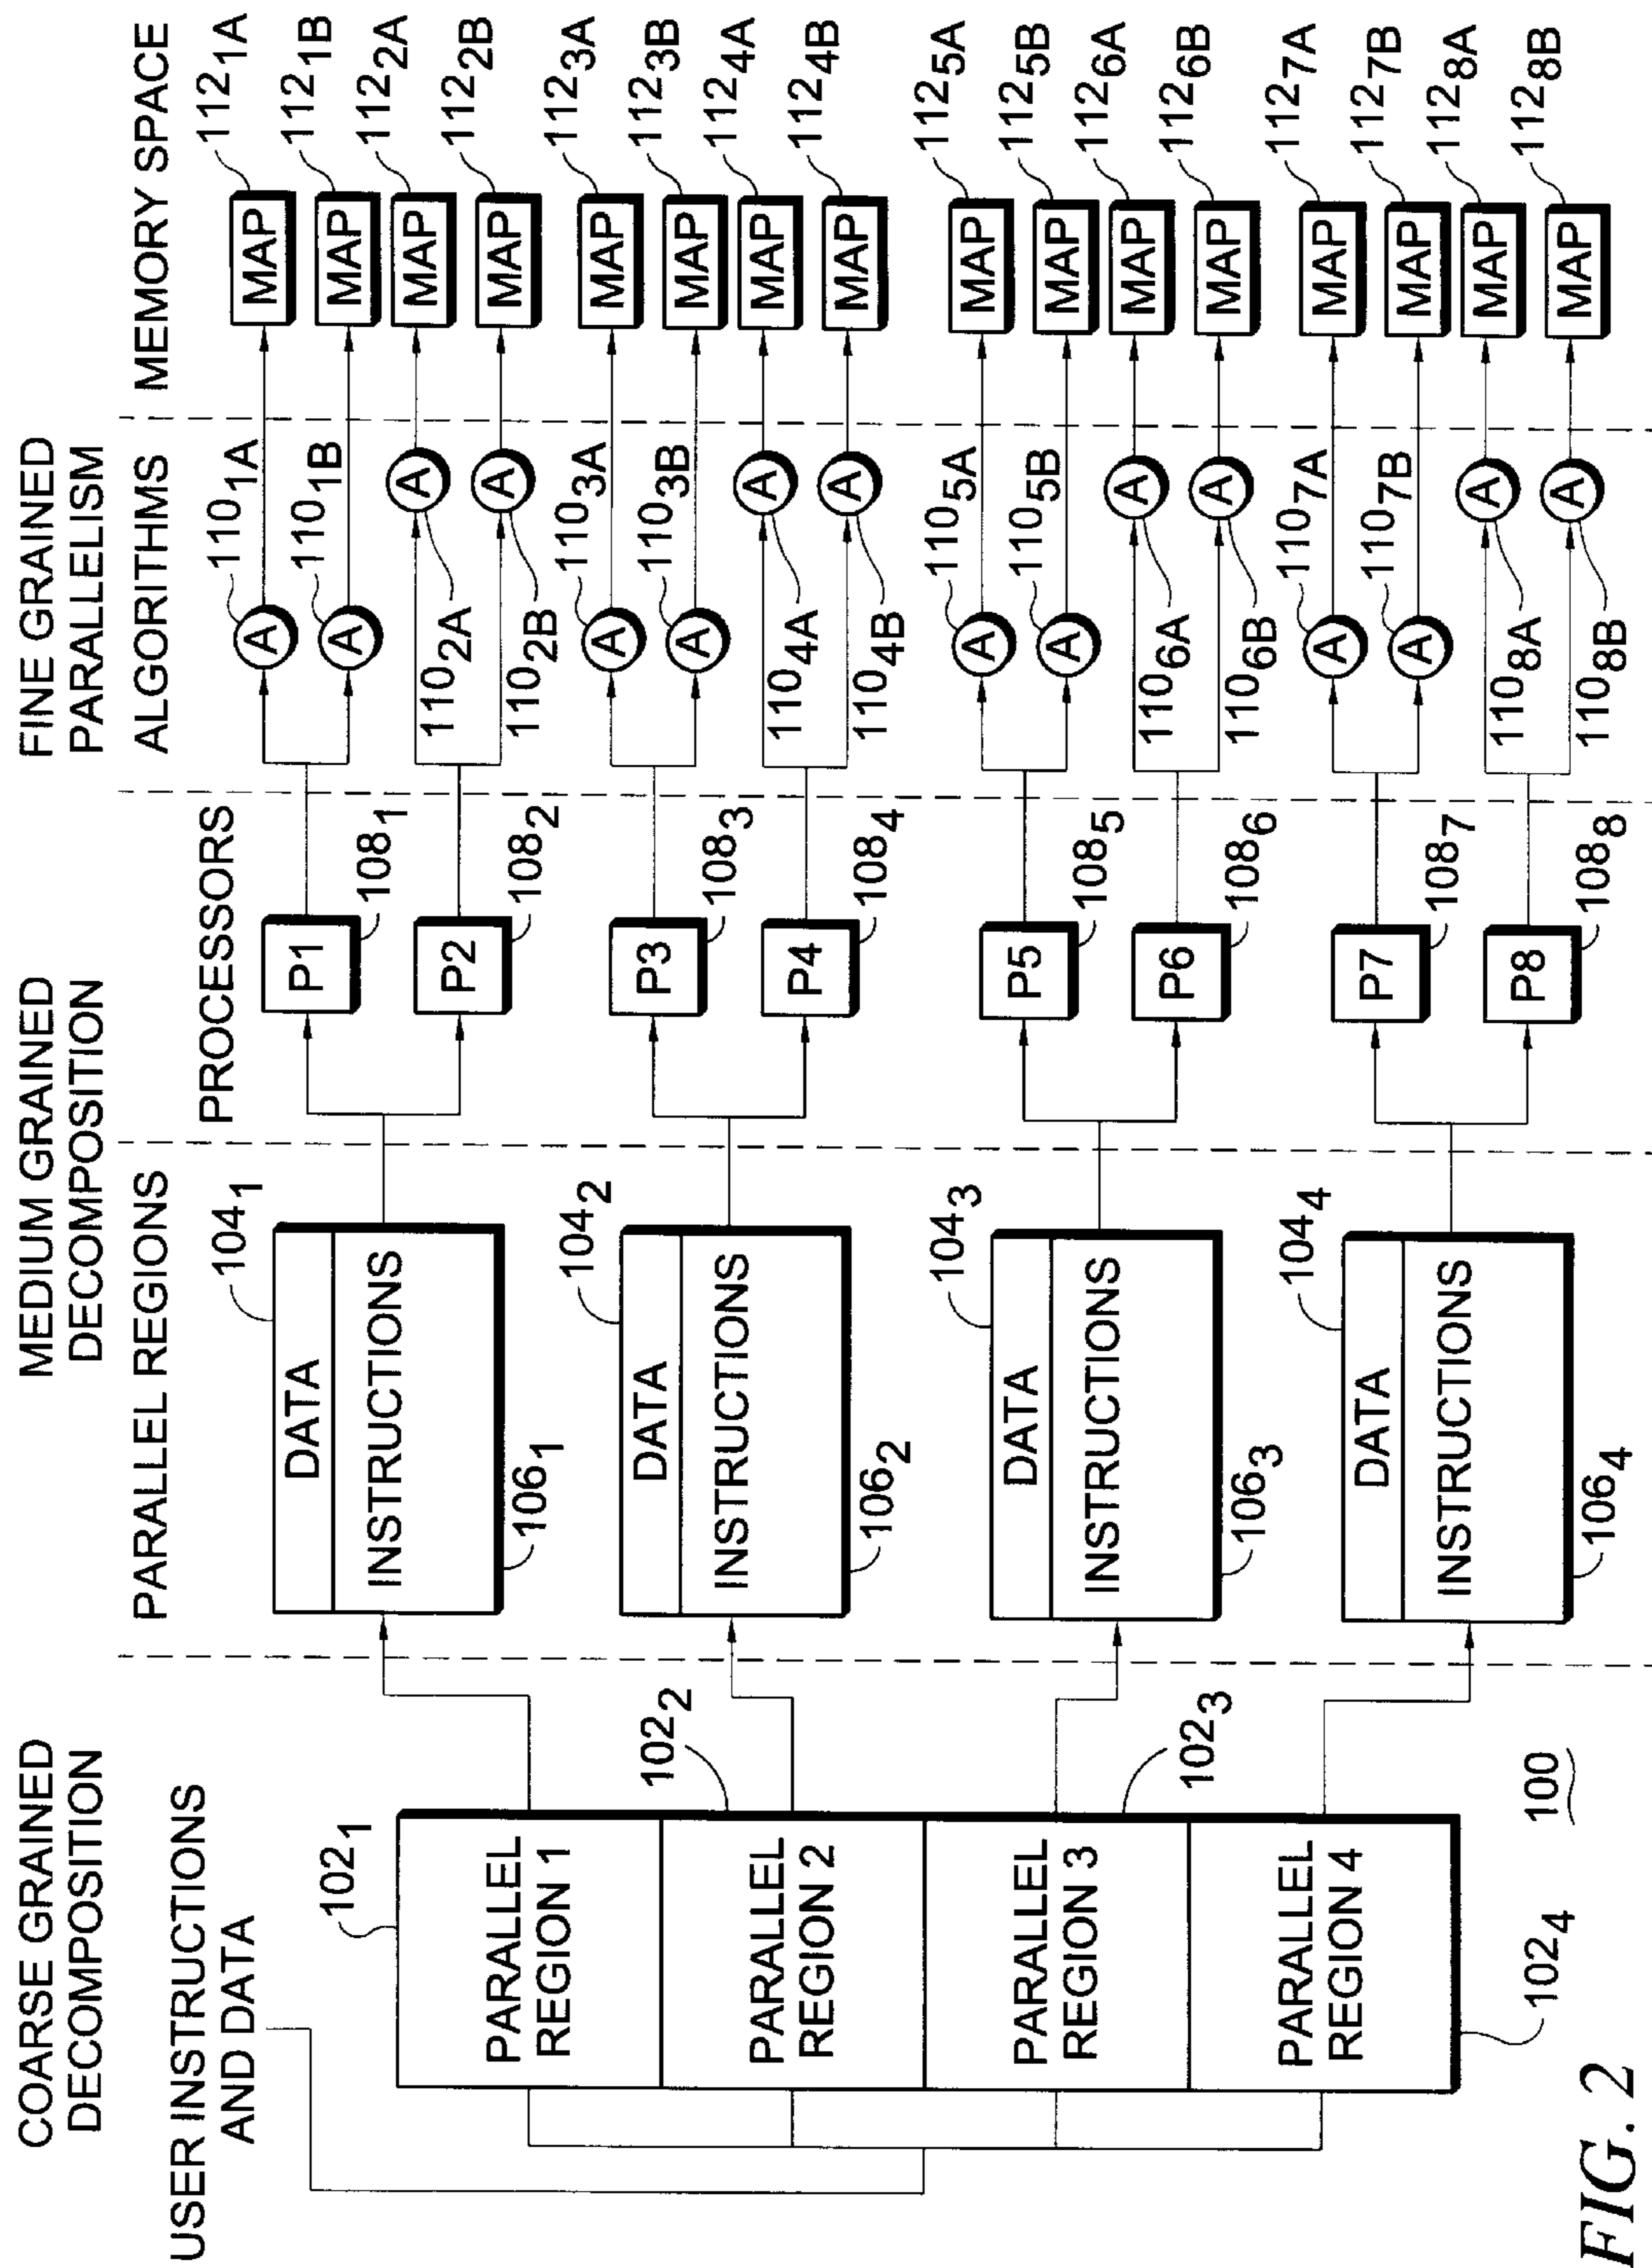 COARSE GRAINED
DECOMPOSITION
MEDIUM GRAINED
DECOMPOSITION
FINE GRAINED
PARALLELISM
USER INSTRUCTIONS
AND DATA
PARALLEL REGIONS
PROCESSORS
ALGORITHMS
MEMORY SPACE
102₁
PARALLEL
REGION 1
102₂
PARALLEL
REGION 2
102₃
PARALLEL
REGION 3
PARALLEL
REGION 4
102₄
100
104₁
DATA
INSTRUCTIONS
106₁
104₂
DATA
INSTRUCTIONS
106₂
104₃
DATA
INSTRUCTIONS
106₃
104₄
DATA
INSTRUCTIONS
106₄
P1
108₁
P2
108₂
P3
108₃
P4
108₄
P5
108₅
P6
108₆
P7
108₇
P8
108₈
110₁A
A
110₁B
A
A
110₂A
A
110₂B
110₃A
A
110₃B
A
A
110₄A
A
110₄B
110₅A
A
110₅B
A
A
110₆A
A
110₆B
110₇A
A
110₇B
A
A
110₈A
A
110₈B
MAP
112₁A
MAP
112₁B
MAP
112₂A
MAP
112₂B
MAP
112₃A
MAP
112₃B
MAP
112₄A
MAP
112₄B
MAP
112₅A
MAP
112₅B
MAP
112₆A
MAP
112₆B
MAP
112₇A
MAP
112₇B
MAP
112₈A
MAP
112₈B
FIG. 2